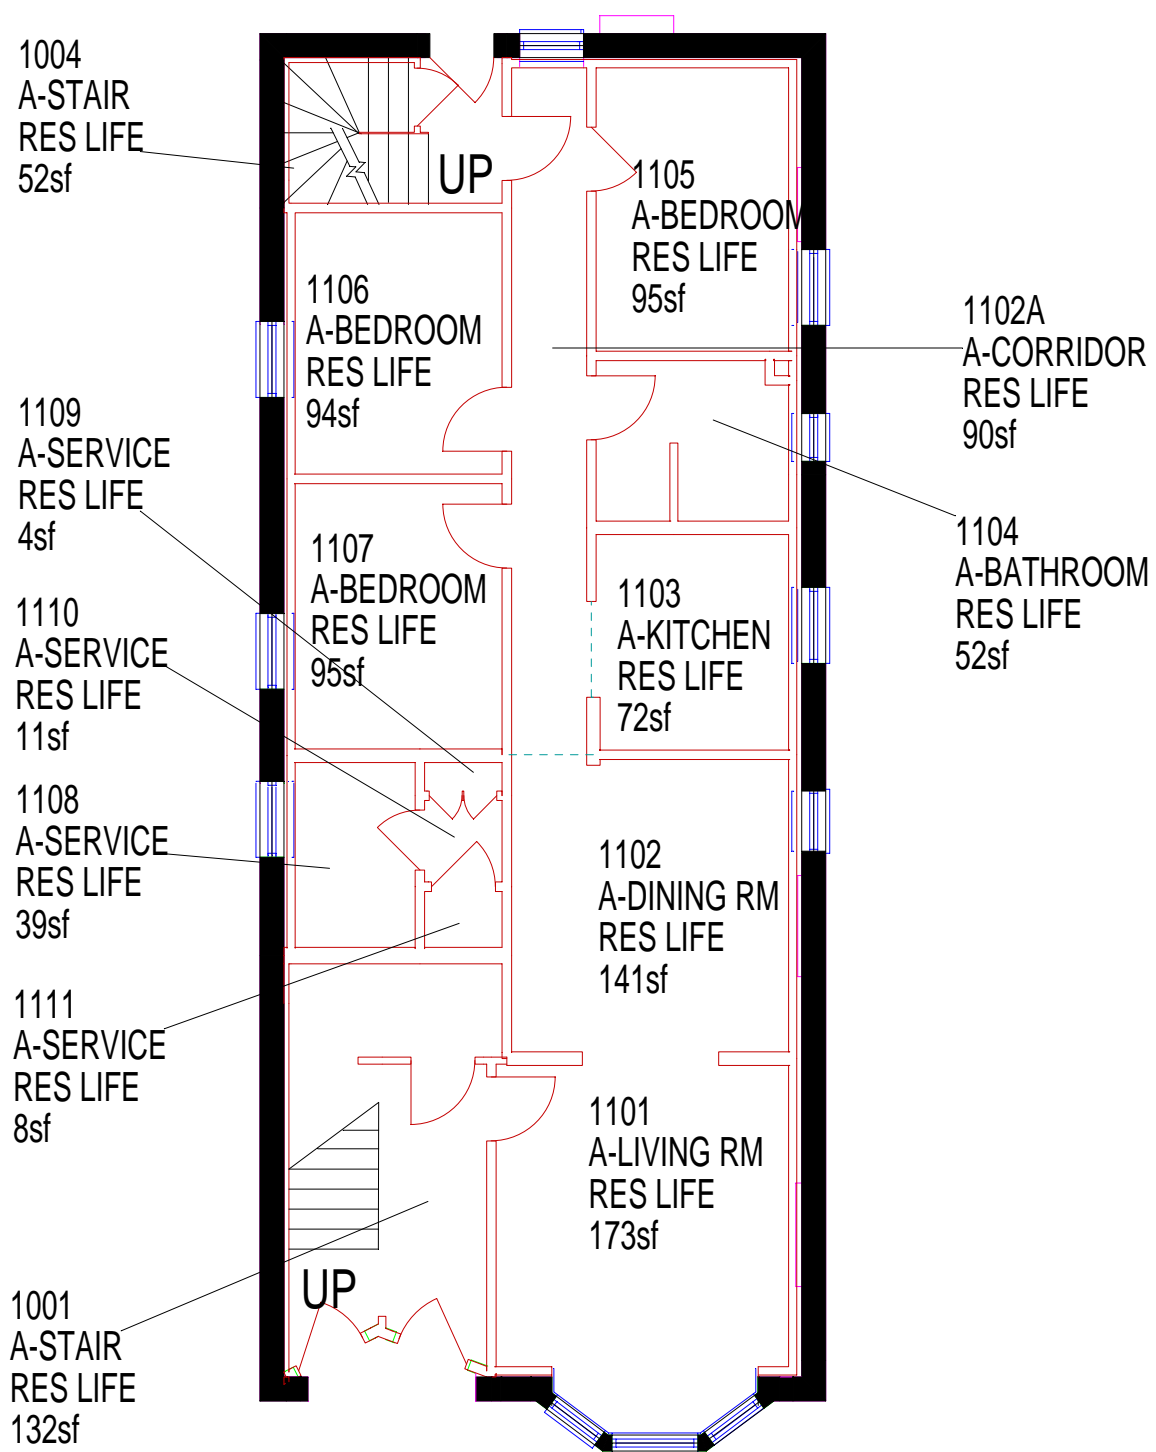 1004
A-STAIR
RES LIFE
52sf
UP
1105
A-BEDROOM
RES LIFE
95sf
1106
A-BEDROOM
RES LIFE
94sf
1102A
A-CORRIDOR
RES LIFE
90sf
1109
A-SERVICE
RES LIFE
4sf
1107
A-BEDROOM
RES LIFE
95sf
1104
A-BATHROOM
RES LIFE
52sf
1103
A-KITCHEN
RES LIFE
72sf
1110
A-SERVICE
RES LIFE
11sf
1108
A-SERVICE
RES LIFE
39sf
1102
A-DINING RM
RES LIFE
141sf
1111
A-SERVICE
RES LIFE
8sf
1101
A-LIVING RM
RES LIFE
173sf
UP
1001
A-STAIR
RES LIFE
132sf